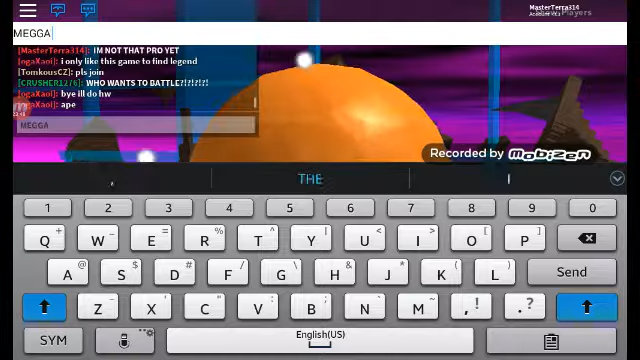 MasterTerra314
Players
MEGGA
[MasterTerra314]: IM NOT THAT PRO YET
[ogaXaoi]: i only like this game to find legend
[TomkousCZ]: pls join
[CRUSHER1276]: WHO WANTS TO BATTLE?!?!?!?!
[ogaXaoi]: bye ill do hw
[ogaXaoi]: ape
MEGGA
Recorded by mobizen
, THE I
1 2 3 4 5 6 7 8 9 0
Q + W - E = R % T ^ Y | U < I > O [ P ]
A @ S $ D # F / G \ H & J * K ( L ) Send
Z X C V B N M ~ , ! . ?
SYM English(US)